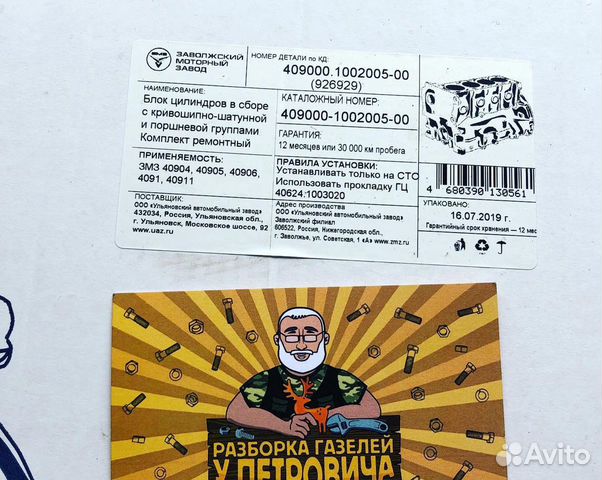 ЗМЗ
ЗАВОЛЖСКИЙ
МОТОРНЫЙ
ЗАВОД
НОМЕР ДЕТАЛИ по КД:
409000.1002005-00
(926929)
НАИМЕНОВАНИЕ:
Блок цилиндров в сборе
с кривошипно-шатунной
и поршневой группами
Комплект ремонтный
КАТАЛОЖНЫЙ НОМЕР:
409000-1002005-00
ГАРАНТИЯ:
12 месяцев или 30 000 км пробега
ПРИМЕНЯЕМОСТЬ:
ЗМЗ 40904, 40905, 40906,
4091, 40911
ПРАВИЛА УСТАНОВКИ:
Устанавливать только на СТО
Использовать прокладку ГЦ
40624.1003020
4 680390 130561
ПОСТАВЩИК:
ООО «Ульяновский автомобильный завод»
432034, Россия, Ульяновская обл.,
г. Ульяновск, Московское шоссе, 92
www.uaz.ru
Адрес производства
ООО «Ульяновский автомобильный завод»
Заволжский филиал
606522, Россия, Нижегородская обл.,
г. Заволжье, ул. Советская, 1 «А» www.zmz.ru
УПАКОВАНО:
16.07.2019 г.
Гарантийный срок хранения — 12 мес
РАЗБОРКА ГАЗЕЛЕЙ
У ПЕТРОВИЧА
Avito